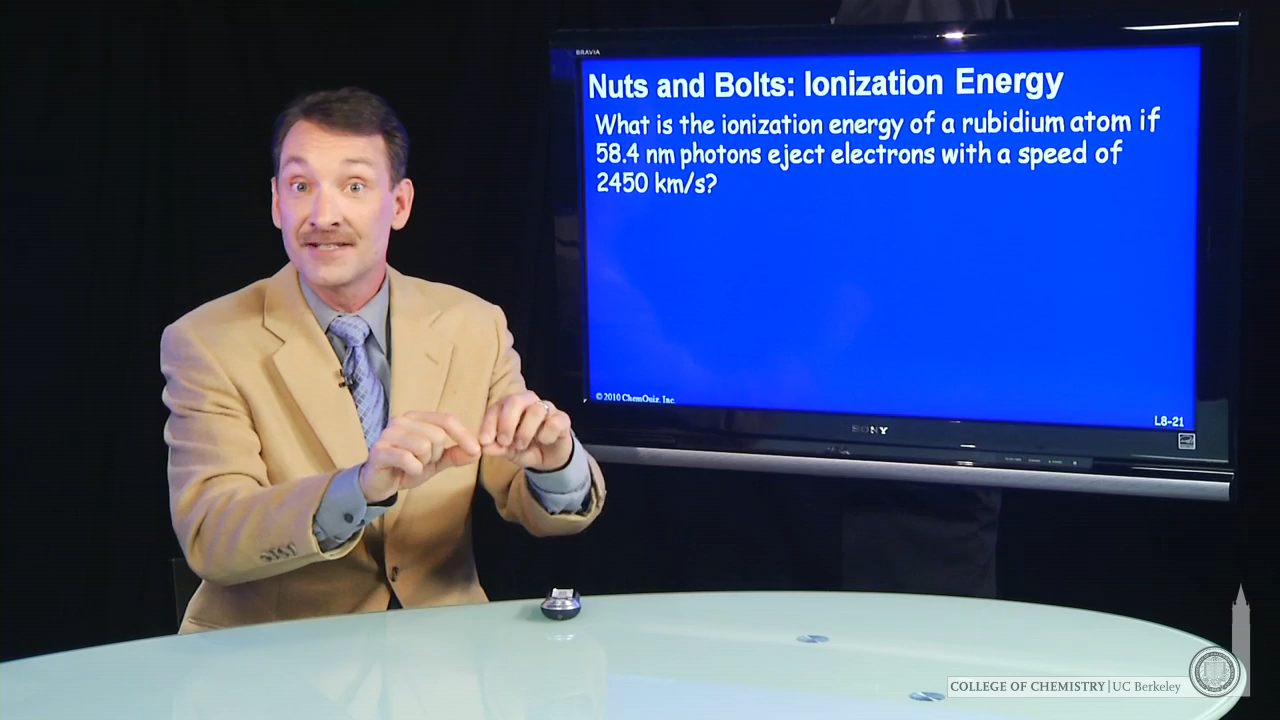 BRAVIA
Nuts and Bolts: Ionization Energy
What is the ionization energy of a rubidium atom if
58.4 nm photons eject electrons with a speed of
2450 km/s?
© 2010 ChemQuiz, Inc.
L8-21
SONY
COLLEGE OF CHEMISTRY | UC Berkeley